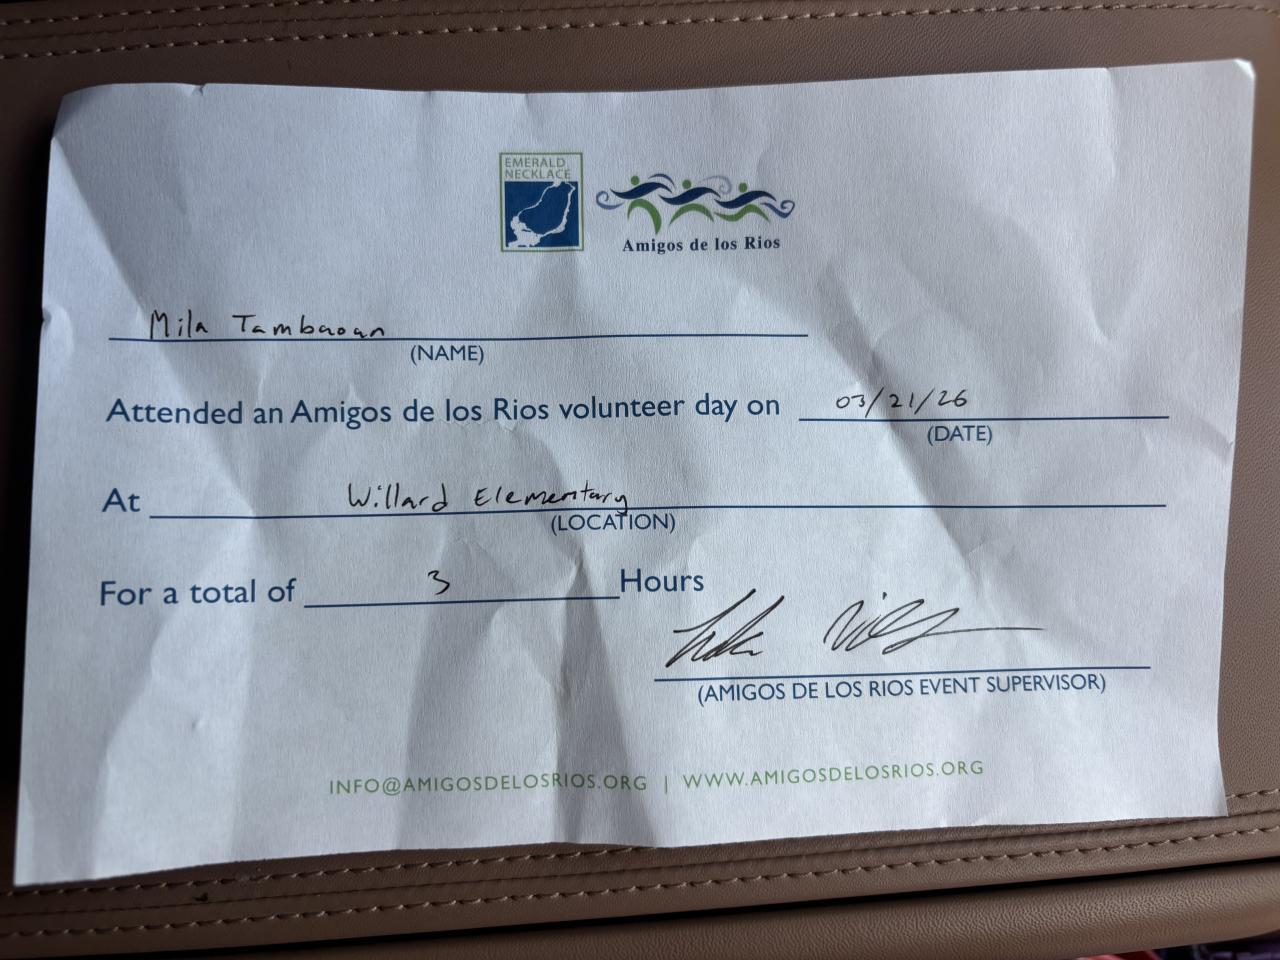 EMERALD
NECKLACE
Amigos de los Rios
Mila Tambaoan
(NAME)
Attended an Amigos de los Rios volunteer day on 03/21/26
(DATE)
At Willard Elementary
(LOCATION)
For a total of 3 Hours
(AMIGOS DE LOS RIOS EVENT SUPERVISOR)
INFO@AMIGOSDELOSRIOS.ORG | WWW.AMIGOSDELOSRIOS.ORG